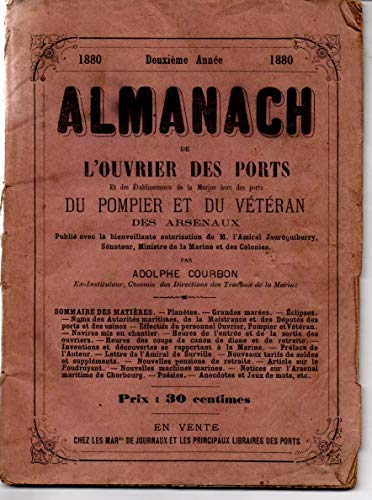 1880 Deuxième Année 1880
ALMANACH
DE
L'OUVRIER DES PORTS
Et des Établissements de la Marine hors des ports
DU POMPIER ET DU VÉTÉRAN
DES ARSENAUX
Publié avec la bienveillante autorisation de M. l'Amiral Jauréguiberry,
Sénateur, Ministre de la Marine et des Colonies.
PAR
ADOLPHE COURBON
Ex-Instituteur, Commis des Directions des Travaux de la Marine
SOMMAIRE DES MATIÈRES. — Planètes. — Grandes marées. — Éclipses.
— Noms des Autorités maritimes, de la Maistrance et des Députés des
ports et des usines — Effectifs du personnel Ouvrier, Pompier et Vétéran.
— Navires mis en chantier. — Heures de l'entrée et de la sortie des
ouvriers. — Heures des coups de canon de diane et de retraite. —
Inventions et découvertes se rapportant à la Marine. — Préface de
l'Auteur. — Lettre de l'Amiral de Surville. — Nouveaux tarifs de soldes
et suppléments. — Nouvelles pensions de retraite. — Article sur le
Foudroyant. — Nouvelles machines marines. — Notices sur l'Arsenal
maritime de Cherbourg. — Poésies. — Anecdotes et Jeux de mots, etc.
Prix : 30 centimes
EN VENTE
CHEZ LES MARds DE JOURNAUX ET LES PRINCIPAUX LIBRAIRES DES PORTS